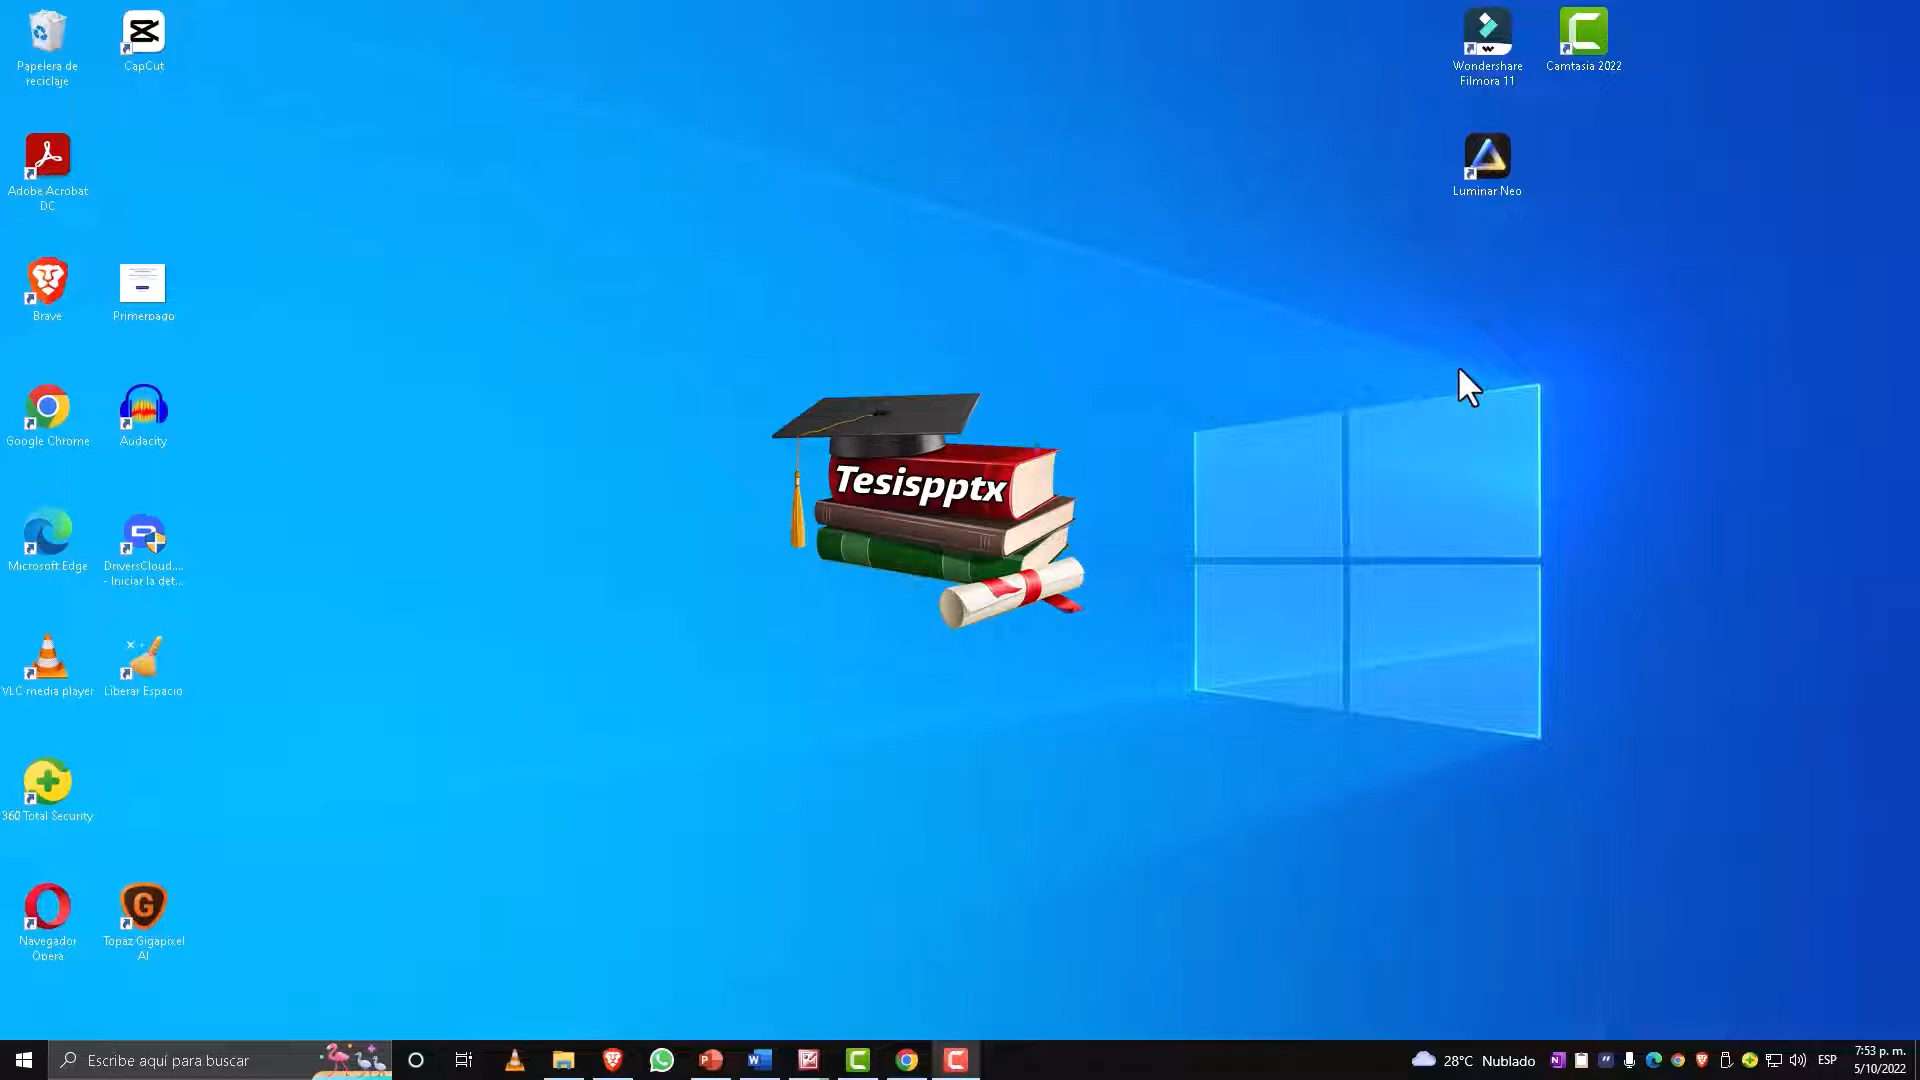 Papelera de
reciclaje
CapCut
Wondershare
Filmora 11
Camtasia 2022
Adobe Acrobat
DC
Luminar Neo
Brave
Primerpago
Google Chrome
Audacity
Tesispptx
Microsoft Edge
DriversCloud....
- Iniciar la det...
VLC media player
Liberar Espacio
360 Total Security
Navegador
Opera
Topaz Gigapixel
AI
Escribe aquí para buscar
28°C Nublado
ESP
7:53 p. m.
5/10/2022